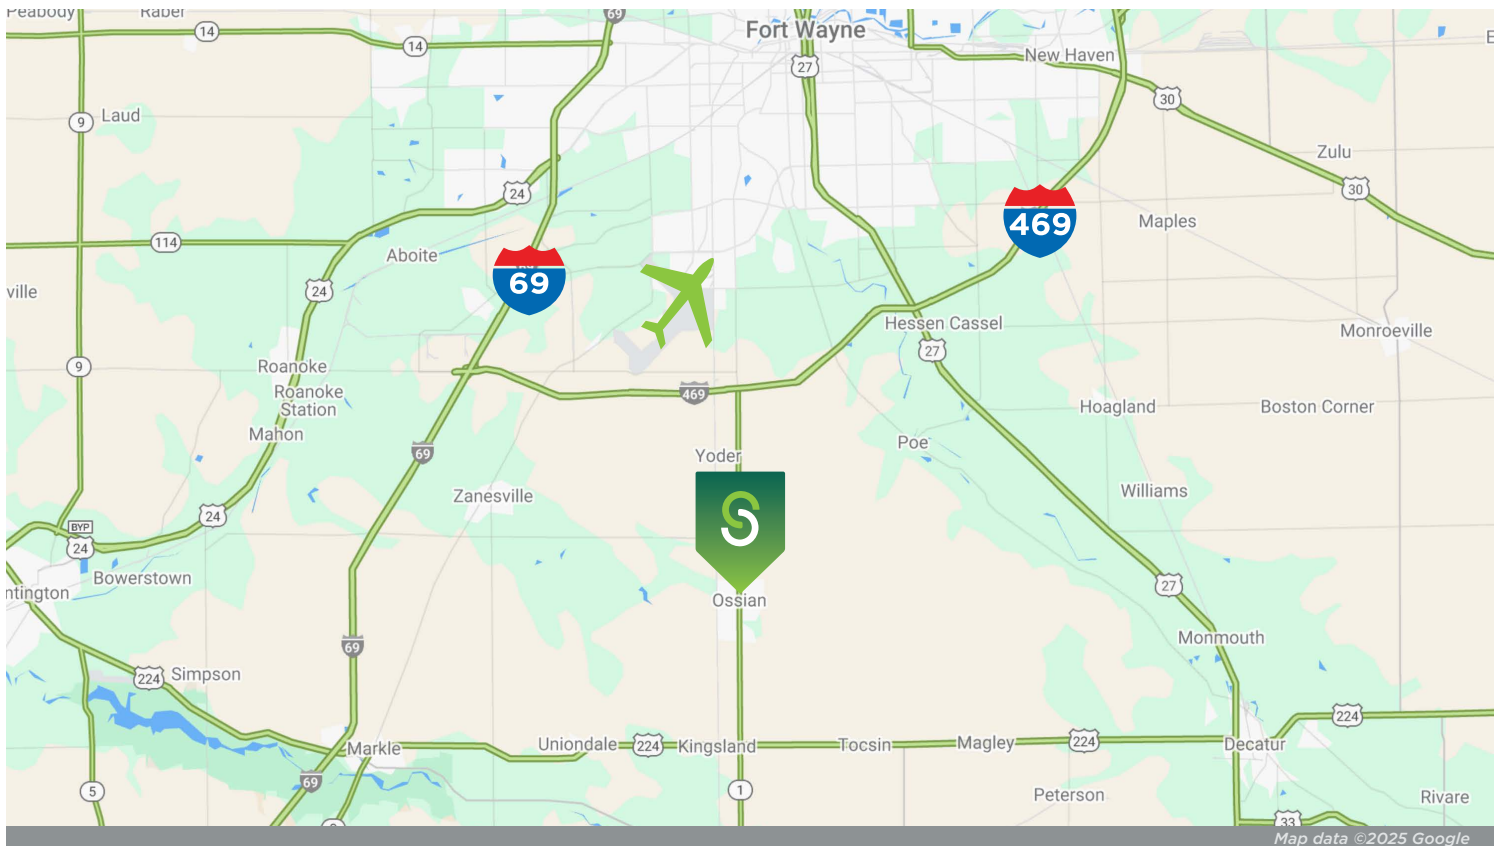 Peabody
Raber
69
Fort Wayne
14
14
27
New Haven
30
9
Laud
Zulu
24
30
114
Aboite
469
Maples
69
ville
24
Hessen Cassel
Monroeville
27
9
Roanoke
469
Roanoke
Station
Hoagland
Boston Corner
Mahon
Poe
69
Yoder
Zanesville
Williams
24
BYP
24
S
Bowerstown
27
ntington
Ossian
Monmouth
69
Simpson
224
224
Markle
Uniondale
224
Kingsland
Tocsin
Magley
224
Decatur
69
5
1
Peterson
Rivare
33
Map data ©2025 Google